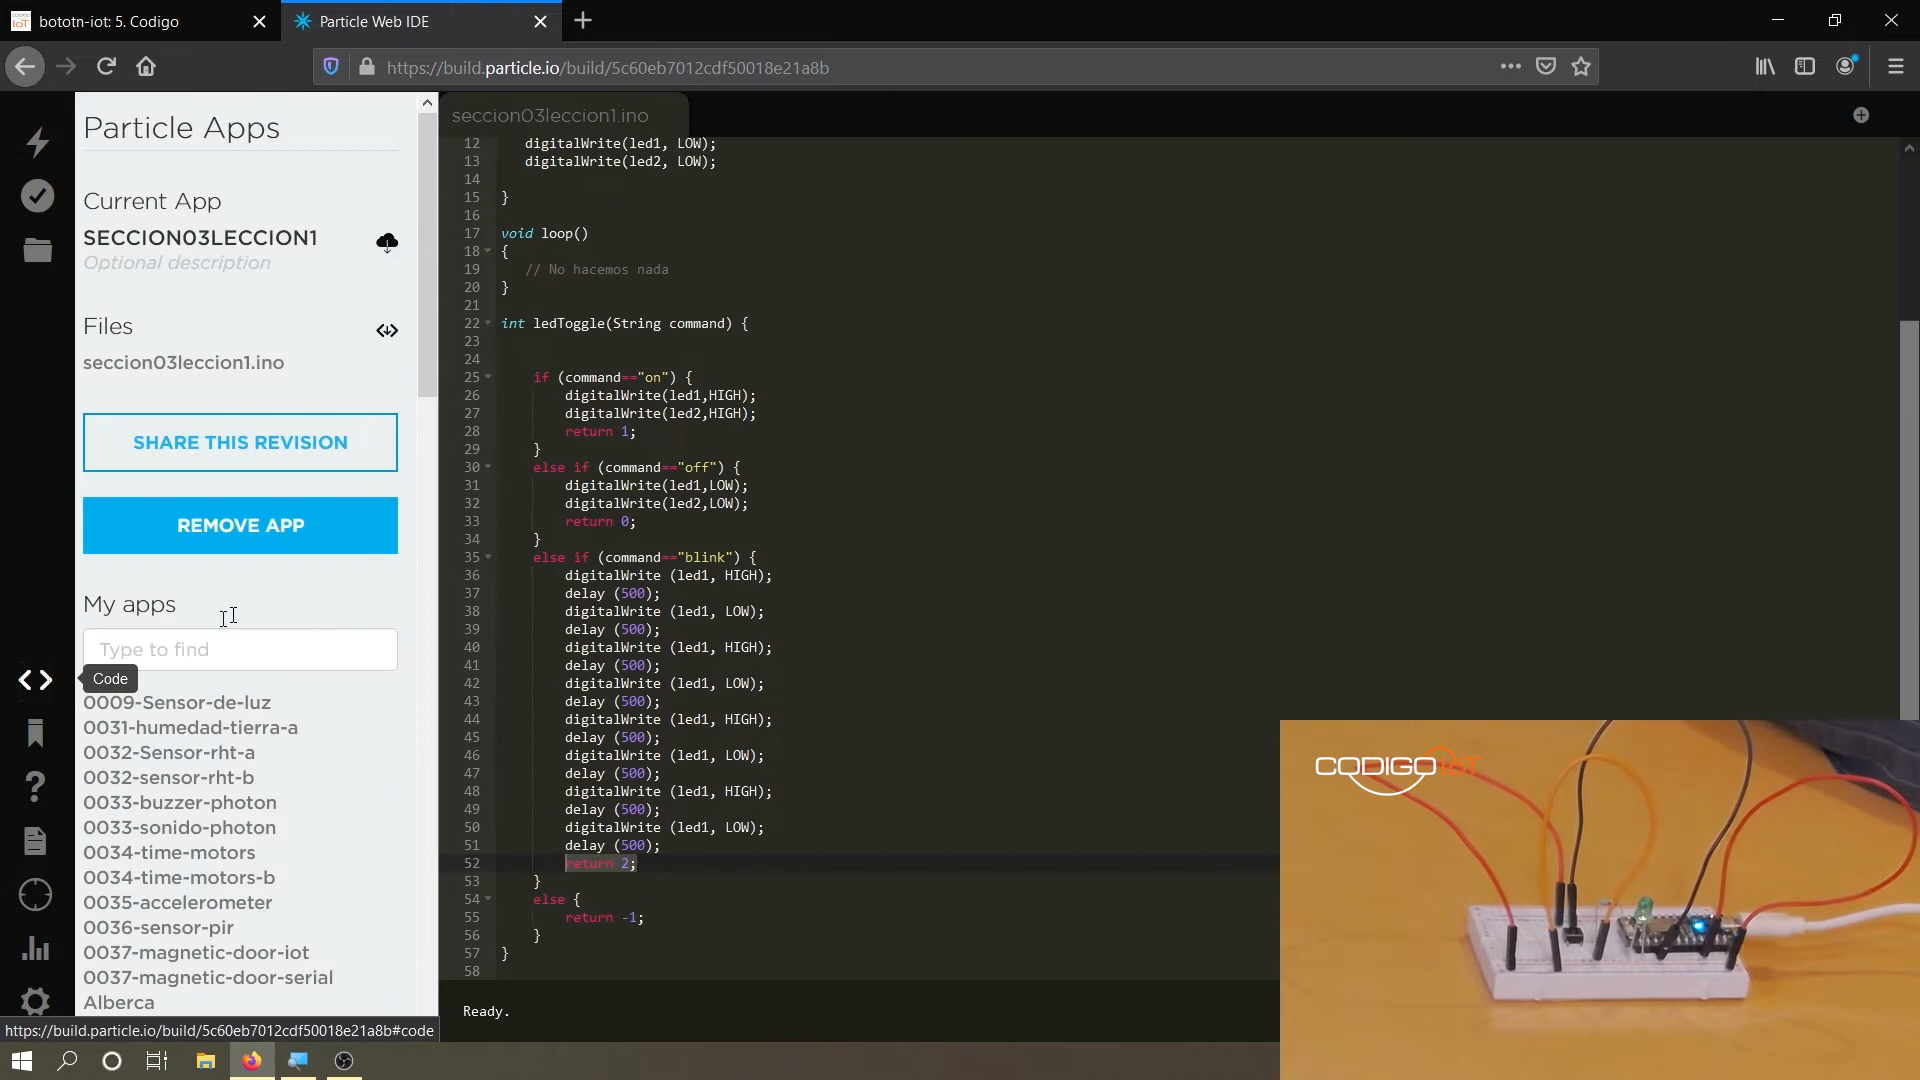 bototn-iot: 5. Codigo
Particle Web IDE
https://build.particle.io/build/5c60eb7012cdf50018e21a8b
Particle Apps
Current App
SECCION03LECCION1
Optional description
Files
seccion03leccion1.ino
SHARE THIS REVISION
REMOVE APP
My apps
Type to find
Code
0009-Sensor-de-luz
0031-humedad-tierra-a
0032-Sensor-rht-a
0032-sensor-rht-b
0033-buzzer-photon
0033-sonido-photon
0034-time-motors
0034-time-motors-b
0035-accelerometer
0036-sensor-pir
0037-magnetic-door-iot
0037-magnetic-door-serial
Alberca
https://build.particle.io/build/5c60eb7012cdf50018e21a8b#code
seccion03leccion1.ino
12 digitalWrite(led1, LOW);
13 digitalWrite(led2, LOW);
14
15 }
16
17 void loop()
18 {
19 // No hacemos nada
20 }
21
22 int ledToggle(String command) {
23
24
25 if (command=="on") {
26 digitalWrite(led1,HIGH);
27 digitalWrite(led2,HIGH);
28 return 1;
29 }
30 else if (command=="off") {
31 digitalWrite(led1,LOW);
32 digitalWrite(led2,LOW);
33 return 0;
34 }
35 else if (command=="blink") {
36 digitalWrite (led1, HIGH);
37 delay (500);
38 digitalWrite (led1, LOW);
39 delay (500);
40 digitalWrite (led1, HIGH);
41 delay (500);
42 digitalWrite (led1, LOW);
43 delay (500);
44 digitalWrite (led1, HIGH);
45 delay (500);
46 digitalWrite (led1, LOW);
47 delay (500);
48 digitalWrite (led1, HIGH);
49 delay (500);
50 digitalWrite (led1, LOW);
51 delay (500);
52 return 2;
53 }
54 else {
55 return -1;
56 }
57 }
58
Ready.
CODIGO IoT